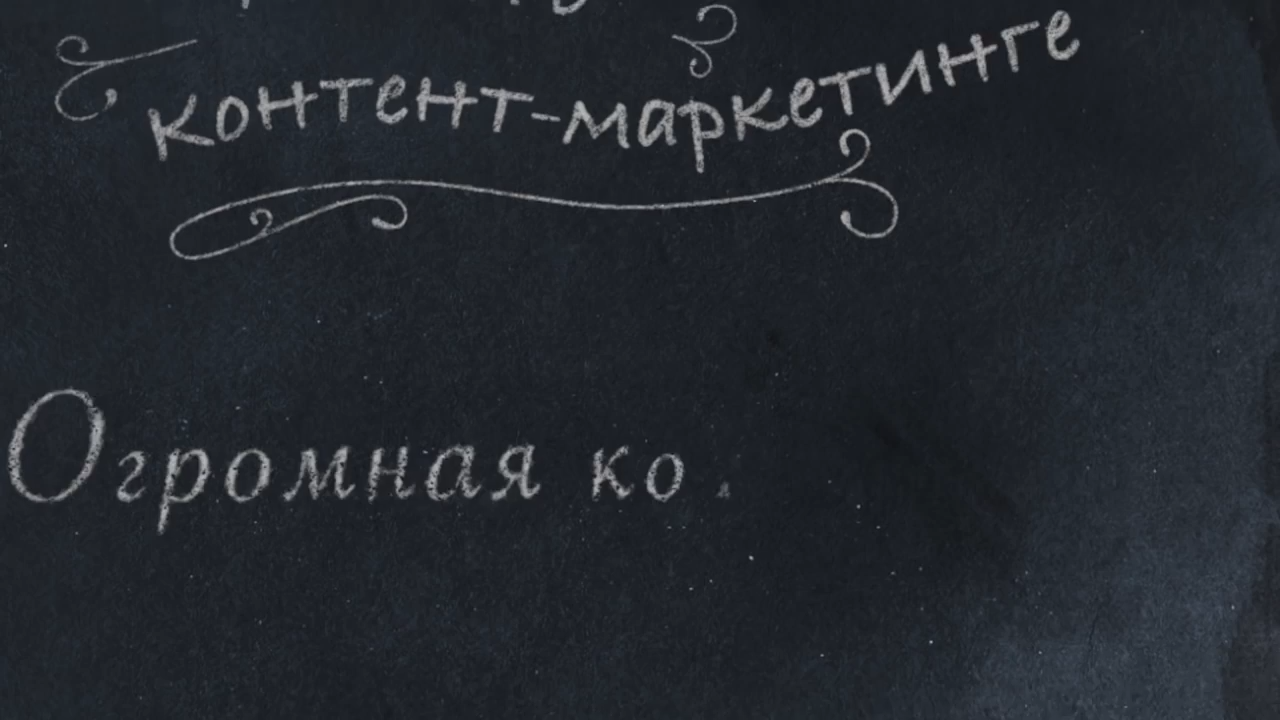 контент-маркетинге
Огромная ко